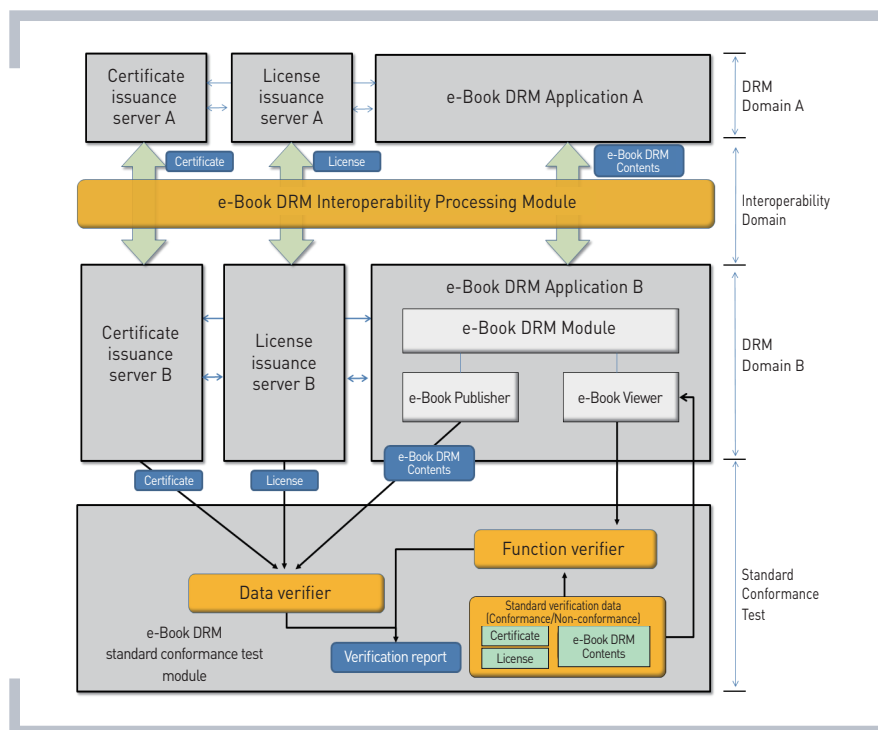 Certificate
issuance
server A
License
issuance
server A
e-Book DRM Application A
DRM
Domain A
Certificate
License
e-Book DRM
Contents
e-Book DRM Interoperability Processing Module
Interoperability
Domain
Certificate
issuance
server B
License
issuance
server B
e-Book DRM Application B
e-Book DRM Module
e-Book Publisher
e-Book Viewer
DRM
Domain B
Certificate
License
e-Book DRM
Contents
Function verifier
Data verifier
Standard verification data
(Conformance/Non-conformance)
Certificate
License
e-Book DRM
Contents
Verification report
e-Book DRM
standard conformance test
module
Standard
Conformance
Test